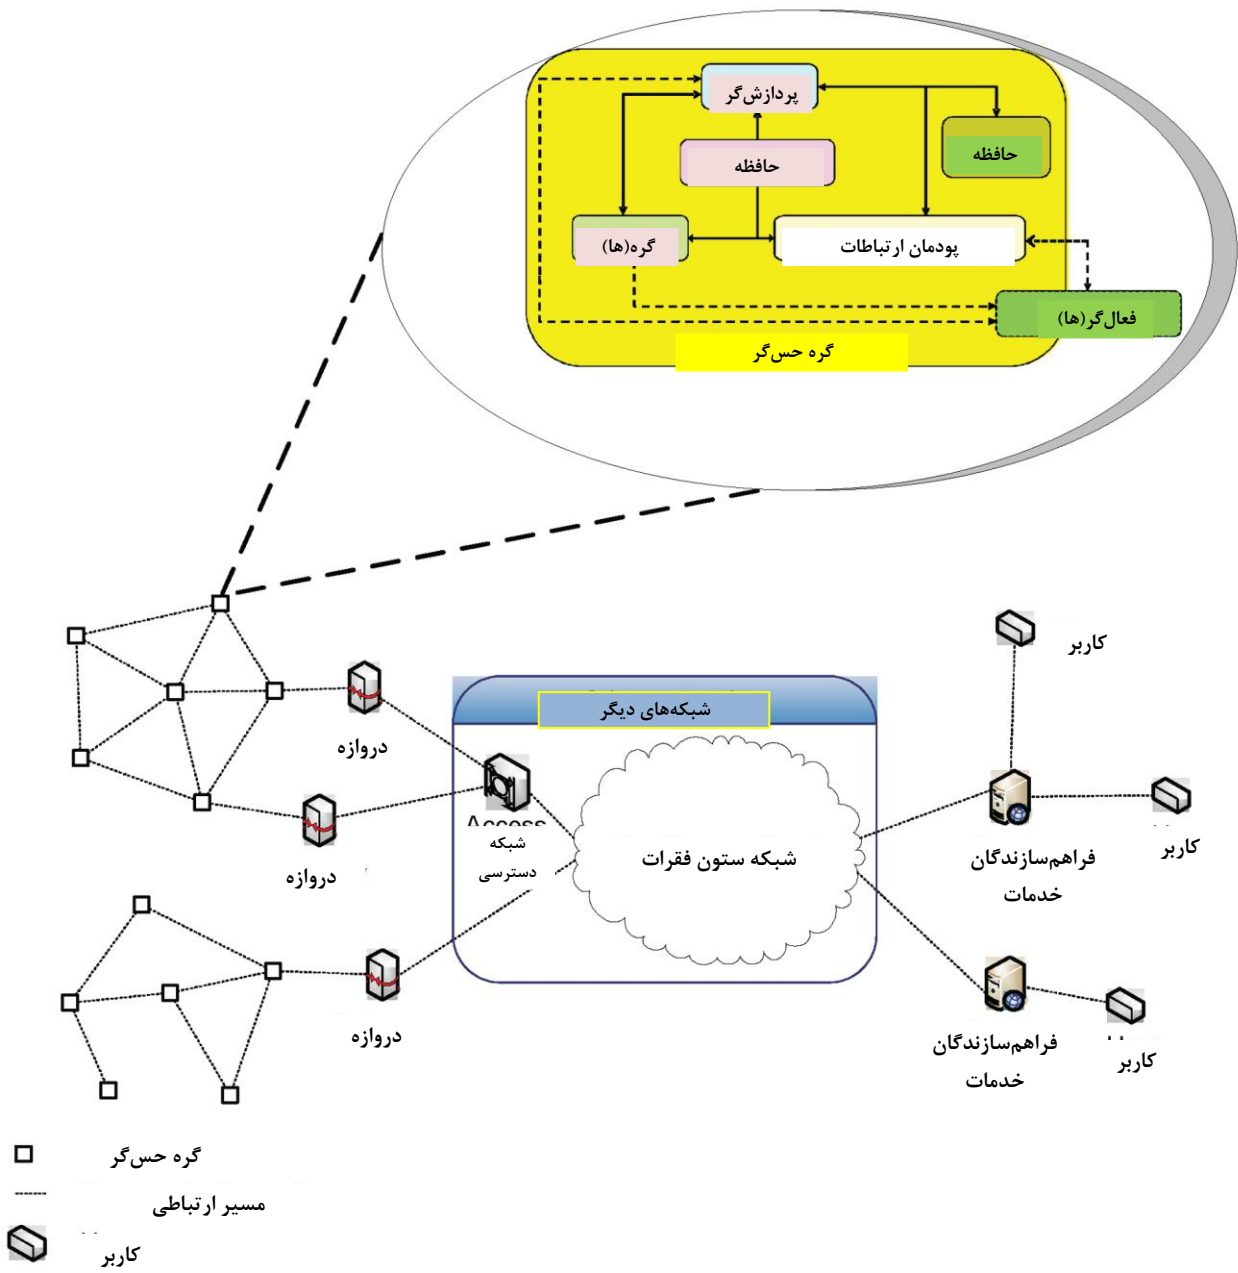 پردازش‌گر
حافظه
حافظه
گره(ها)
پودمان ارتباطات
فعال‌گر(ها)
گره حس‌گر
کاربر
شبکه‌های دیگر
دروازه
Access
شبکه
دسترسی
شبکه ستون فقرات
کاربر
فراهم‌سازندگان
خدمات
دروازه
دروازه
فراهم‌سازندگان
خدمات
کاربر
گره حس‌گر
مسیر ارتباطی
کاربر